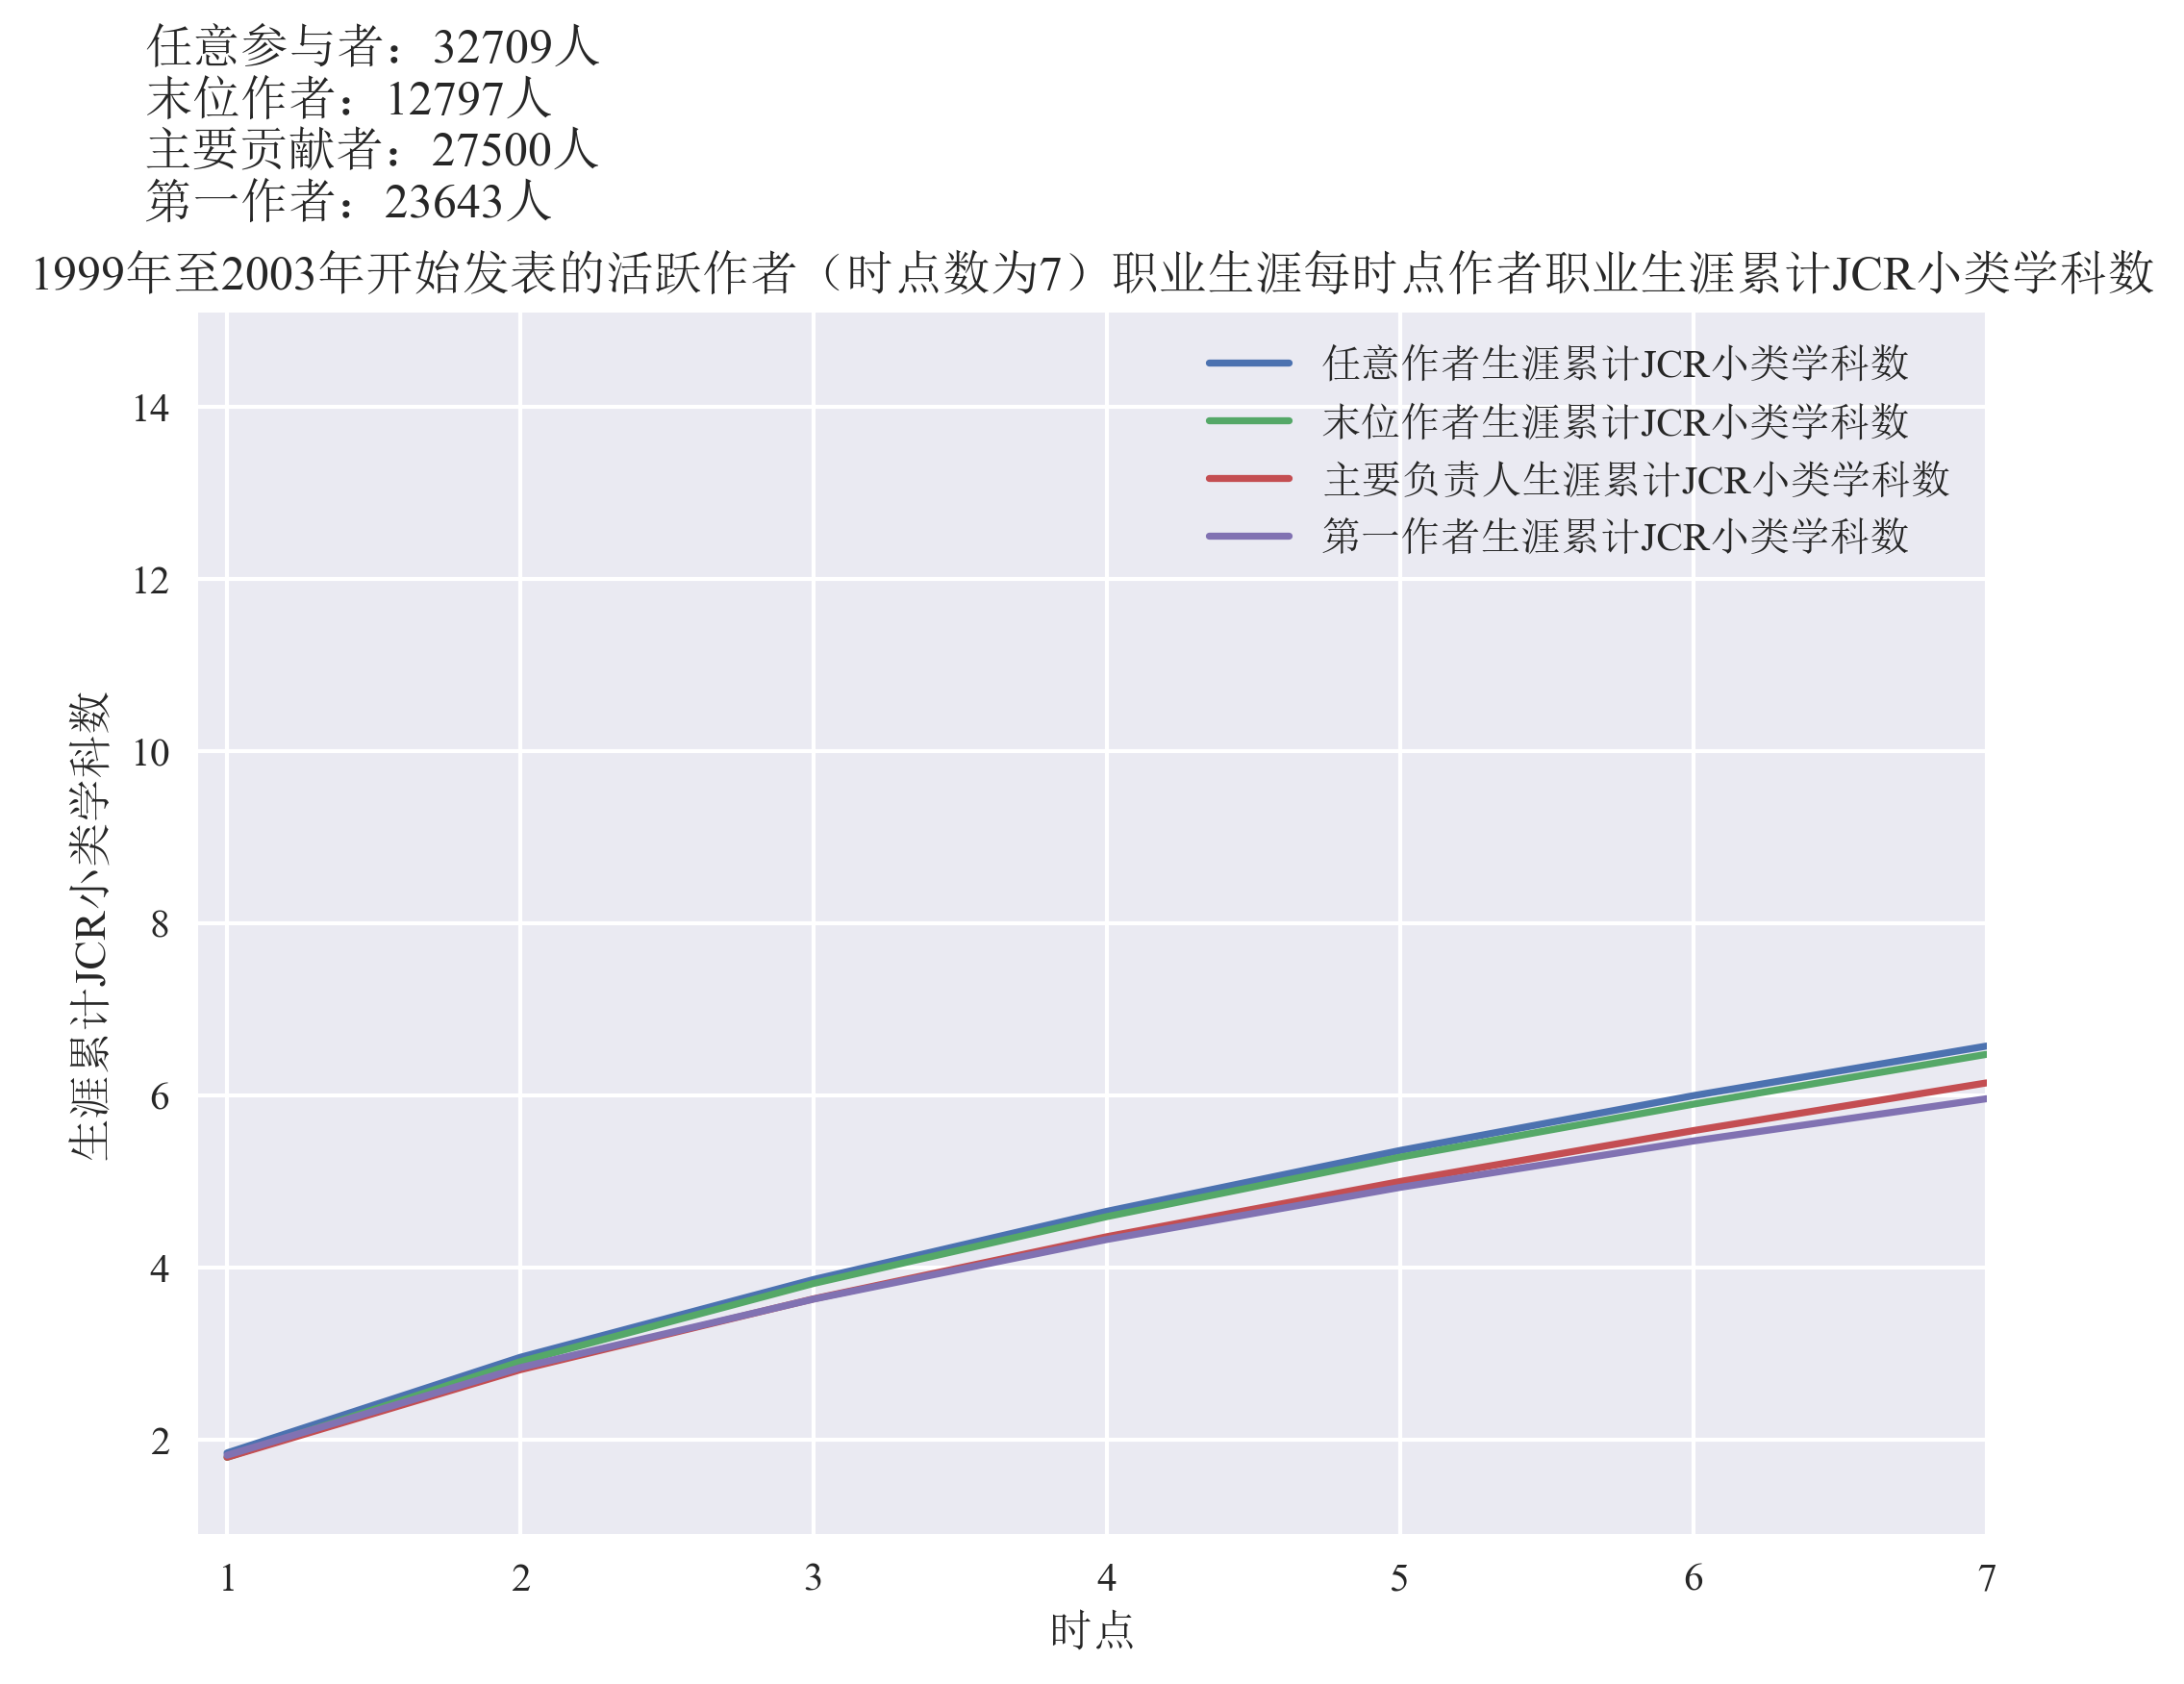 任意参与者：32709人
末位作者：12797人
主要贡献者：27500人
第一作者：23643人
1999年至2003年开始发表的活跃作者（时点数为7）职业生涯每时点作者职业生涯累计JCR小类学科数
任意作者生涯累计JCR小类学科数
末位作者生涯累计JCR小类学科数
主要负责人生涯累计JCR小类学科数
第一作者生涯累计JCR小类学科数
生涯累计JCR小类学科数
14
12
10
8
6
4
2
1 2 3 4 5 6 7
时点